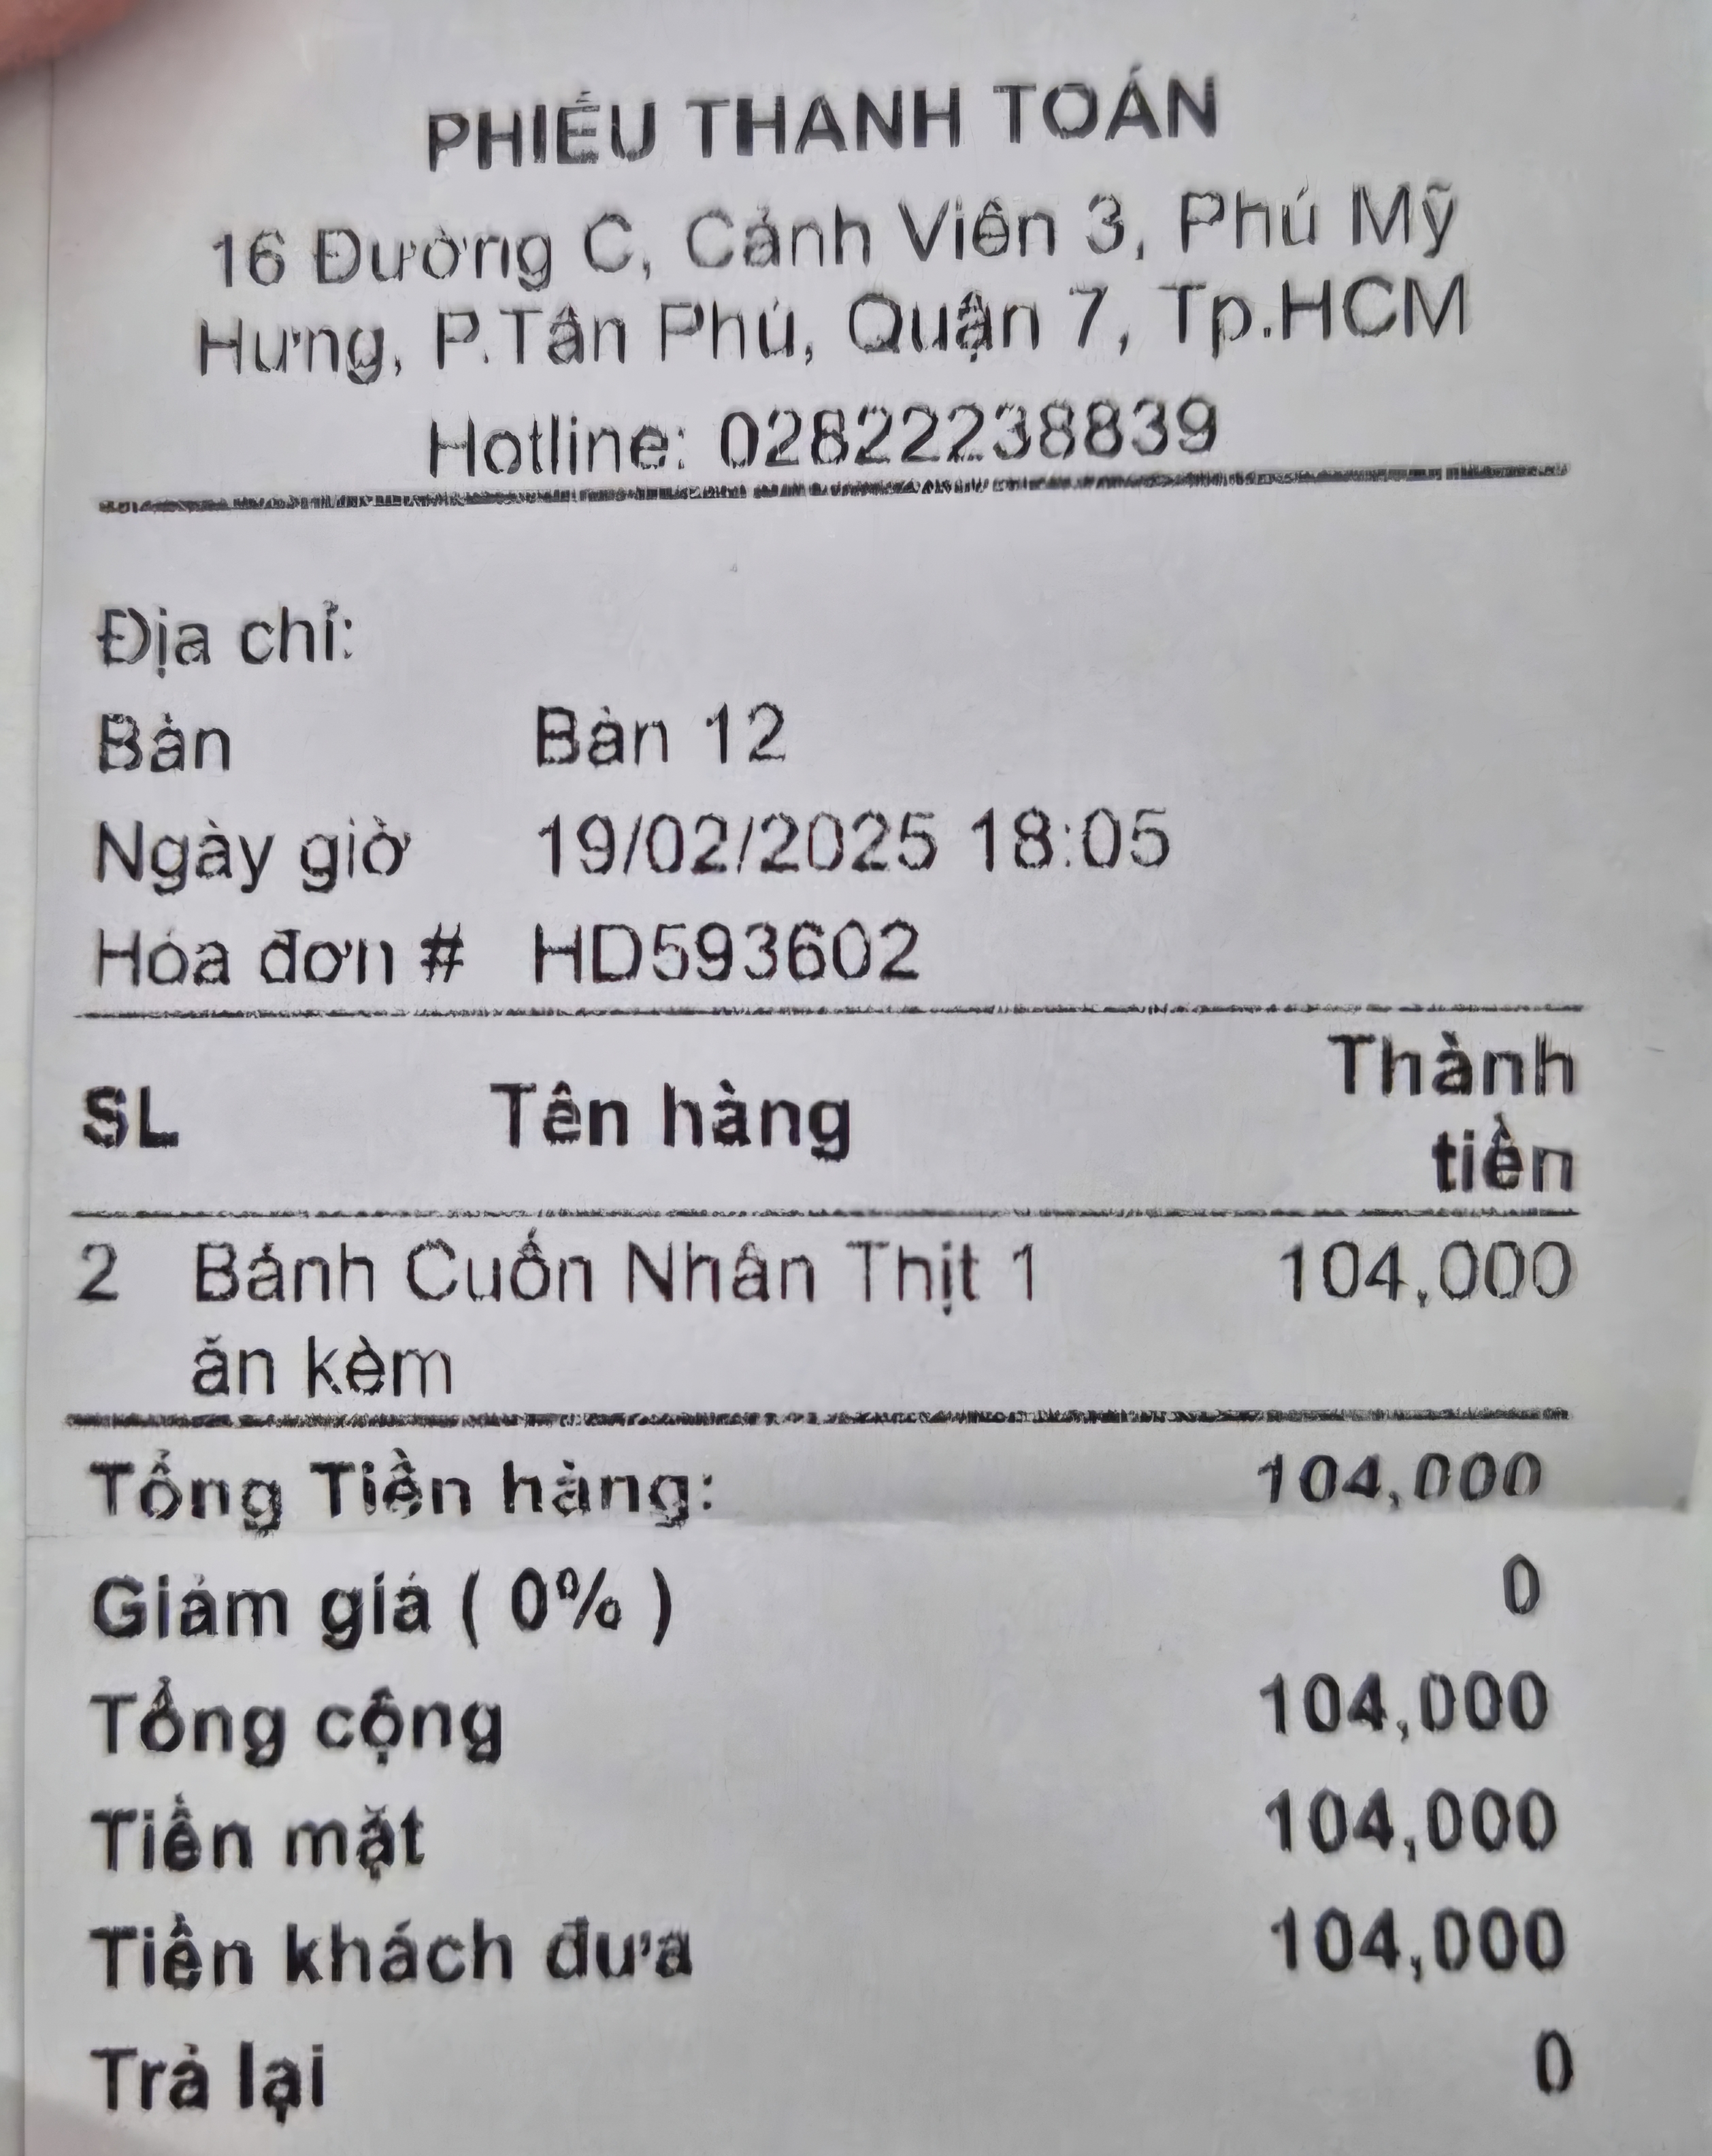 PHIẾU THANH TOÁN
16 Đường C, Cảnh Viên 3, Phú Mỹ
Hưng, P.Tân Phú, Quận 7, Tp.HCM
Hotline: 02822238839
Địa chỉ:
Bàn Bàn 12
Ngày giờ 19/02/2025 18:05
Hóa đơn # HD593602
SL Tên hàng Thành
tiền
2 Bánh Cuốn Nhân Thịt 1 104,000
ăn kèm
Tổng Tiền hàng: 104,000
Giảm giá ( 0% ) 0
Tổng cộng 104,000
Tiền mặt 104,000
Tiền khách đưa 104,000
Trả lại 0